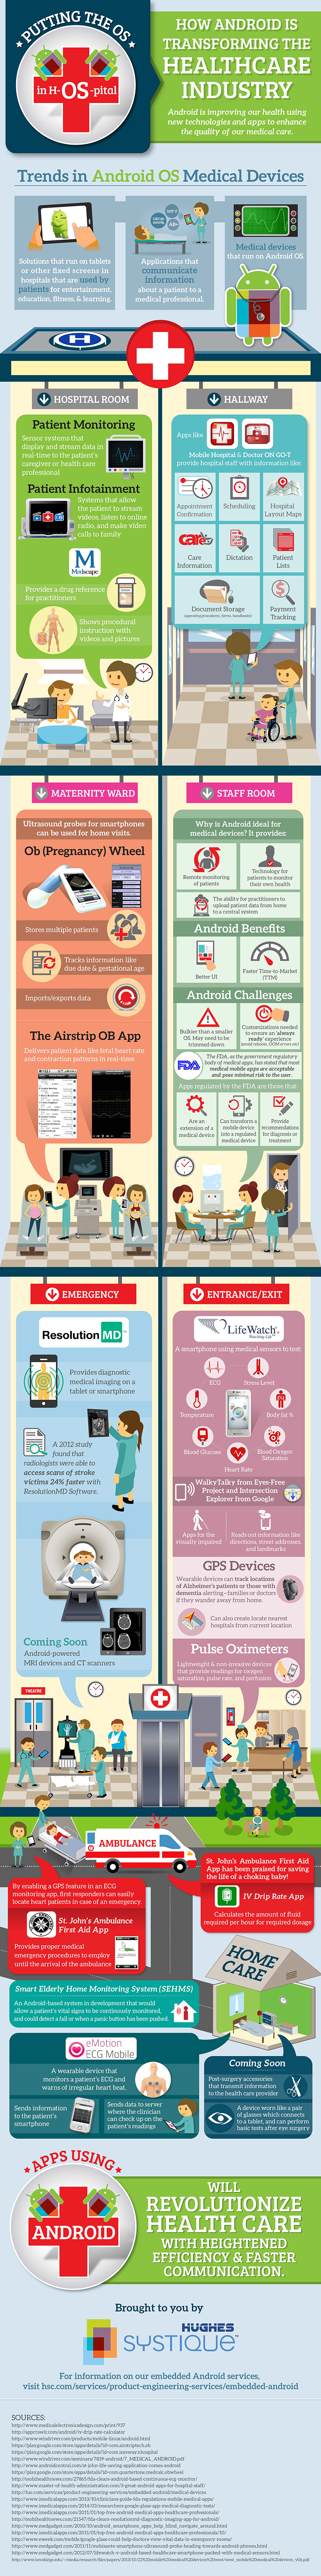 PUTTING THE OS
in H-OS-pital
HOW ANDROID IS
TRANSFORMING THE
HEALTHCARE
INDUSTRY
Android is improving our health using
new technologies and apps to enhance
the quality of our medical care.
Trends in Android OS Medical Devices
Solutions that run on tablets
or other fixed screens in
hospitals that are used by
patients for entertainment,
education, fitness, & learning.
Applications that
communicate
information
about a patient to a
medical professional.
Medical devices
that run on Android OS.
H
HOSPITAL ROOM
Patient Monitoring
Sensor systems that
display and stream data in
real-time to the patient's
caregiver or health care
professional
Patient Infotainment
Systems that allow
the patient to stream
videos, listen to online
radio, and make video
calls to family
M
Medscape
Provides a drug reference
for practitioners
Shows procedural
instruction with
videos and pictures
HALLWAY
Apps like
Mobile Hospital & Doctor ON GO-T
provide hospital staff with information like:
Appointment
Confirmation
Scheduling
Hospital
Layout Maps
Care
Care
Information
Dictation
Patient
Lists
Document Storage
(operating procedures, forms, handbooks)
Payment
Tracking
MATERNITY WARD
Ultrasound probes for smartphones
can be used for home visits.
Ob (Pregnancy) Wheel
Stores multiple patients
Tracks information like
due date & gestational age
Imports/exports data
The Airstrip OB App
Delivers patient data like fetal heart rate
and contraction patterns in real-time
STAFF ROOM
Why is Android ideal for
medical devices? It provides:
Remote monitoring
of patients
Technology for
patients to monitor
their own health
The ability for practitioners to
upload patient data from home
to a central system
Android Benefits
Better UI
Faster Time-to-Market
(TTM)
Android Challenges
Bulkier than a smaller
OS. May need to be
trimmed down
Customizations needed
to ensure an 'always
ready' experience
FDA
The FDA, as the government regulatory
body of medical apps, has stated that most
medical mobile apps are acceptable
and pose minimal risk to the user.
Apps regulated by the FDA are those that:
Are an
extension of a
medical device
Can transform a
mobile device
into a regulated
medical device
Provide
recommendations
for diagnosis or
treatment
EMERGENCY
Resolution MD
Provides diagnostic
medical imaging on a
tablet or smartphone
A 2012 study
found that
radiologists were able to
access scans of stroke
victims 24% faster with
ResolutionMD Software.
Coming Soon
Android-powered
MRI devices and CT scanners
ENTRANCE/EXIT
LifeWatch
A smartphone using medical sensors to test:
ECG
Stress Level
Temperature
Body fat %
Blood Glucose
Blood Oxygen
Saturation
Heart Rate
WalkyTalky from Eyes-Free
Project and Intersection
Explorer from Google
Apps for the
visually impaired
Reads out information like
directions, street addresses,
and landmarks
GPS Devices
Wearable devices can track locations
of Alzheimer's patients or those with
dementia alerting families or doctors
if they wander away from home.
Can also create locate nearest
hospitals from current location
Pulse Oximeters
Lightweight & non-invasive devices
that provide readings for oxygen
saturation, pulse rate, and perfusion
THEATRE
AMBULANCE
By enabling a GPS feature in an ECG
monitoring app, first responders can easily
locate heart patients in case of an emergency.
St. John's Ambulance
First Aid App
Provides proper medical
emergency procedures to employ
until the arrival of the ambulance
St. John's Ambulance First Aid
App has been praised for saving
the life of a choking baby!
IV Drip Rate App
Calculates the amount of fluid
required per hour for required dosage
HOME
CARE
Smart Elderly Home Monitoring System (SEHMS)
An Android-based system in development that would
allow a patient's vital signs to be continuously monitored,
and could detect a fall or when a panic button has been pushed.
eMotion
ECG Mobile
A wearable device that
monitors a patient's ECG and
warns of irregular heart beat.
Sends information
to the patient's
smartphone
Sends data to server
where the clinician
can check up on the
patient's readings
Coming Soon
Post-surgery accessories
that transmit information
to the health care provider
A device worn like a pair
of glasses which connects
to a tablet, and can perform
basic tests after eye surgery
APPS USING
ANDROID
WILL
REVOLUTIONIZE
HEALTH CARE
WITH HEIGHTENED
EFFICIENCY & FASTER
COMMUNICATION.
Brought to you by
HUGHES
SYSTIQUE
For information on our embedded Android services,
visit hsc.com/services/product-engineering-services/embedded-android
SOURCES: